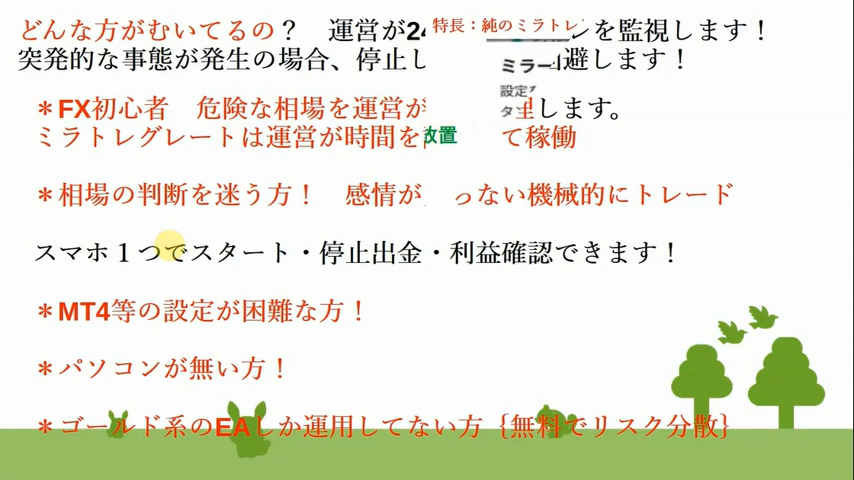 どんな方がむいてるの？　運営が24
特長：純のミラトレ
ンを監視します！
突発的な事態が発生の場合、停止し
避します！
ミラー
設定
＊FX初心者　危険な相場を運営が
します。
ミラトレグレートは運営が時間を
放置
て稼働
＊相場の判断を迷う方！　感情が
らない機械的にトレード
スマホ１つでスタート・停止出金・利益確認できます！
＊MT4等の設定が困難な方！
＊パソコンが無い方！
＊ゴールド系のEAしか運用してない方｛無料でリスク分散｝